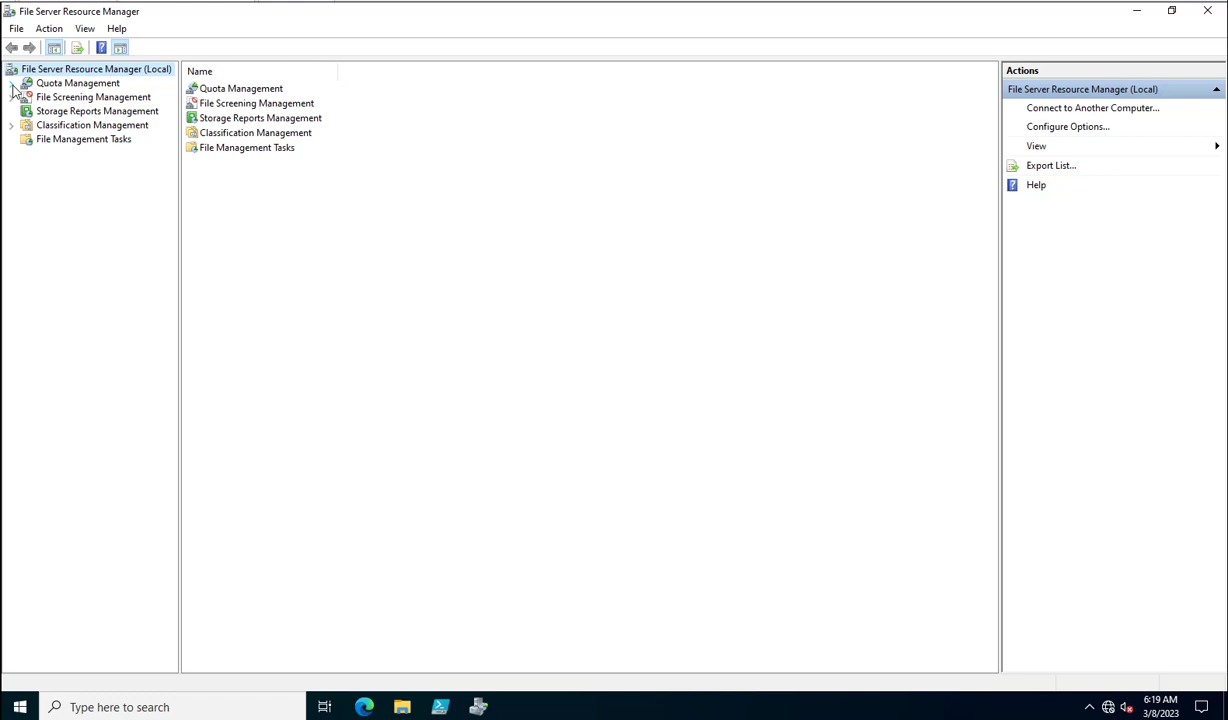 File Server Resource Manager
File Action View Help
File Server Resource Manager (Local)
Quota Management
File Screening Management
Storage Reports Management
Classification Management
File Management Tasks
Name
Quota Management
File Screening Management
Storage Reports Management
Classification Management
File Management Tasks
Actions
File Server Resource Manager (Local)
Connect to Another Computer...
Configure Options...
View
Export List...
Help
Type here to search
6:19 AM
3/8/2023